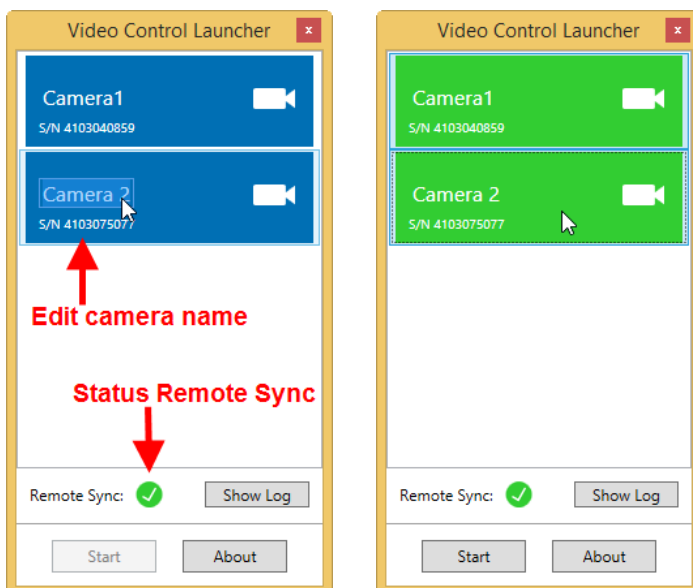 Video Control Launcher
x
Camera1
S/N 4103040859
Camera 2
S/N 4103075077
Edit camera name
Status Remote Sync
Remote Sync:
Show Log
Start
About
Video Control Launcher
x
Camera1
S/N 4103040859
Camera 2
S/N 4103075077
Remote Sync:
Show Log
Start
About